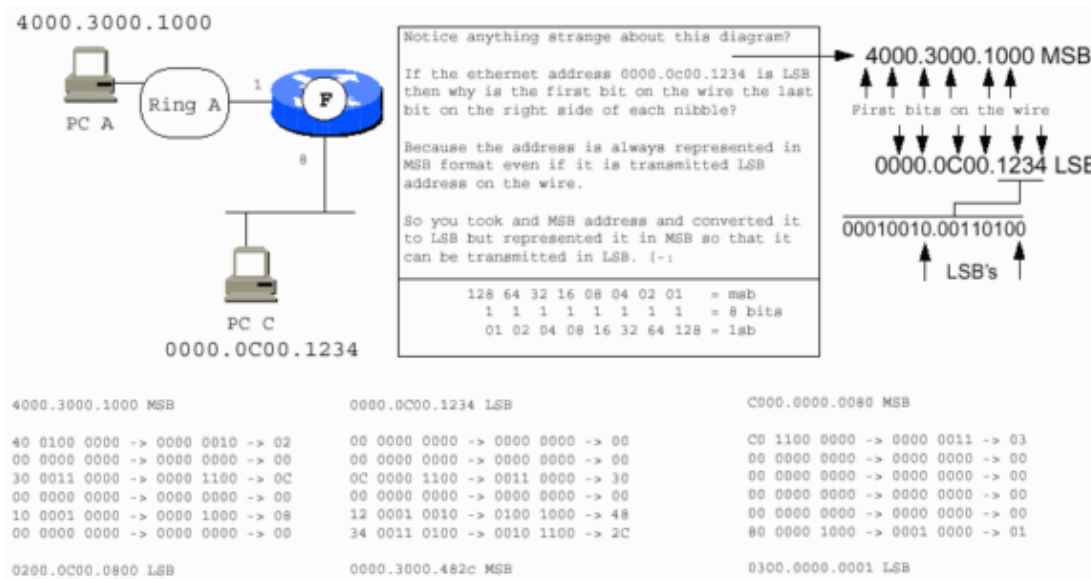 4000.3000.1000
PC A
Ring A
1
F
8
PC C
0000.0C00.1234
Notice anything strange about this diagram?
If the ethernet address 0000.0c00.1234 is LSB
then why is the first bit on the wire the last
bit on the right side of each nibble?
Because the address is always represented in
MSB format even if it is transmitted LSB
address on the wire.
So you took and MSB address and converted it
to LSB but represented it in MSB so that it
can be transmitted in LSB. (-:
128 64 32 16 08 04 02 01 = msb
1 1 1 1 1 1 1 1 = 8 bits
01 02 04 08 16 32 64 128 = lsb
4000.3000.1000 MSB
First bits on the wire
0000.0C00.1234 LSB
00010010.00110100
LSB's
4000.3000.1000 MSB
40 0100 0000 -> 0000 0010 -> 02
00 0000 0000 -> 0000 0000 -> 00
30 0011 0000 -> 0000 1100 -> 0C
00 0000 0000 -> 0000 0000 -> 00
10 0001 0000 -> 0000 1000 -> 08
00 0000 0000 -> 0000 0000 -> 00
0200.0C00.0800 LSB
0000.0C00.1234 LSB
00 0000 0000 -> 0000 0000 -> 00
00 0000 0000 -> 0000 0000 -> 00
0C 0000 1100 -> 0011 0000 -> 30
00 0000 0000 -> 0000 0000 -> 00
12 0001 0010 -> 0100 1000 -> 48
34 0011 0100 -> 0010 1100 -> 2C
0000.3000.482c MSB
C000.0000.0080 MSB
C0 1100 0000 -> 0000 0011 -> 03
00 0000 0000 -> 0000 0000 -> 00
00 0000 0000 -> 0000 0000 -> 00
00 0000 0000 -> 0000 0000 -> 00
00 0000 0000 -> 0000 0000 -> 00
80 0000 1000 -> 0001 0000 -> 01
0300.0000.0001 LSB